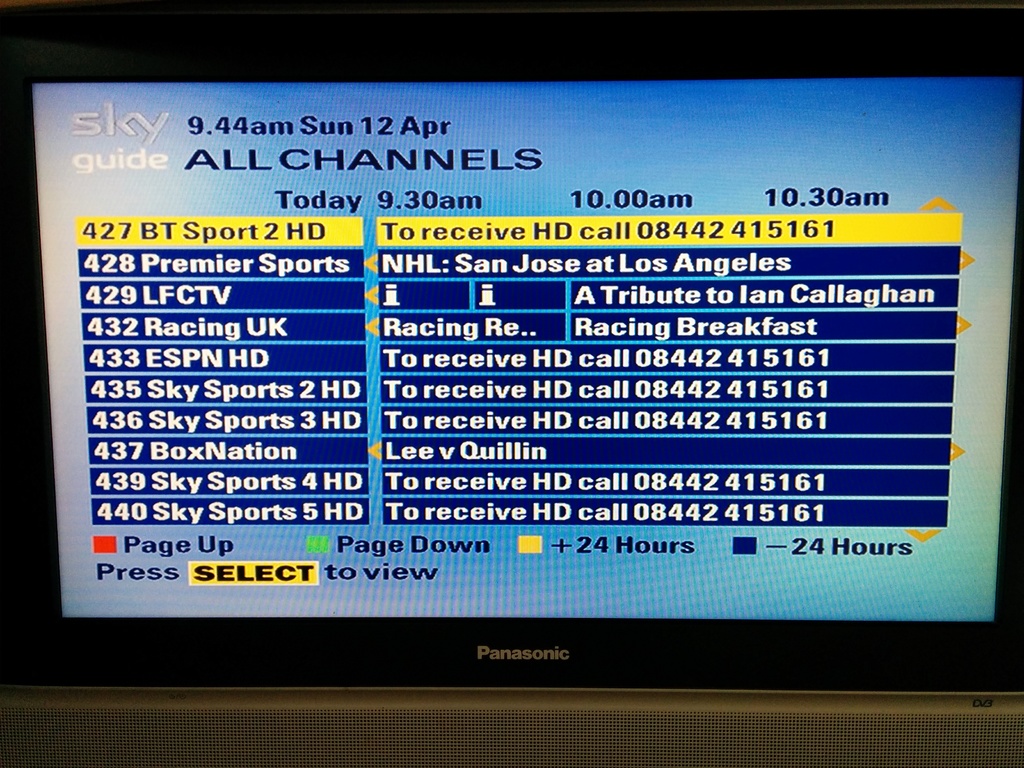 sky 9.44am Sun 12 Apr
guide ALL CHANNELS
Today 9.30am 10.00am 10.30am
427 BT Sport 2 HD To receive HD call 08442 415161
428 Premier Sports NHL: San Jose at Los Angeles
429 LFCTV i i A Tribute to Ian Callaghan
432 Racing UK Racing Re.. Racing Breakfast
433 ESPN HD To receive HD call 08442 415161
435 Sky Sports 2 HD To receive HD call 08442 415161
436 Sky Sports 3 HD To receive HD call 08442 415161
437 BoxNation Lee v Quillin
439 Sky Sports 4 HD To receive HD call 08442 415161
440 Sky Sports 5 HD To receive HD call 08442 415161
Page Up Page Down +24 Hours –24 Hours
Press SELECT to view
Panasonic
DVB